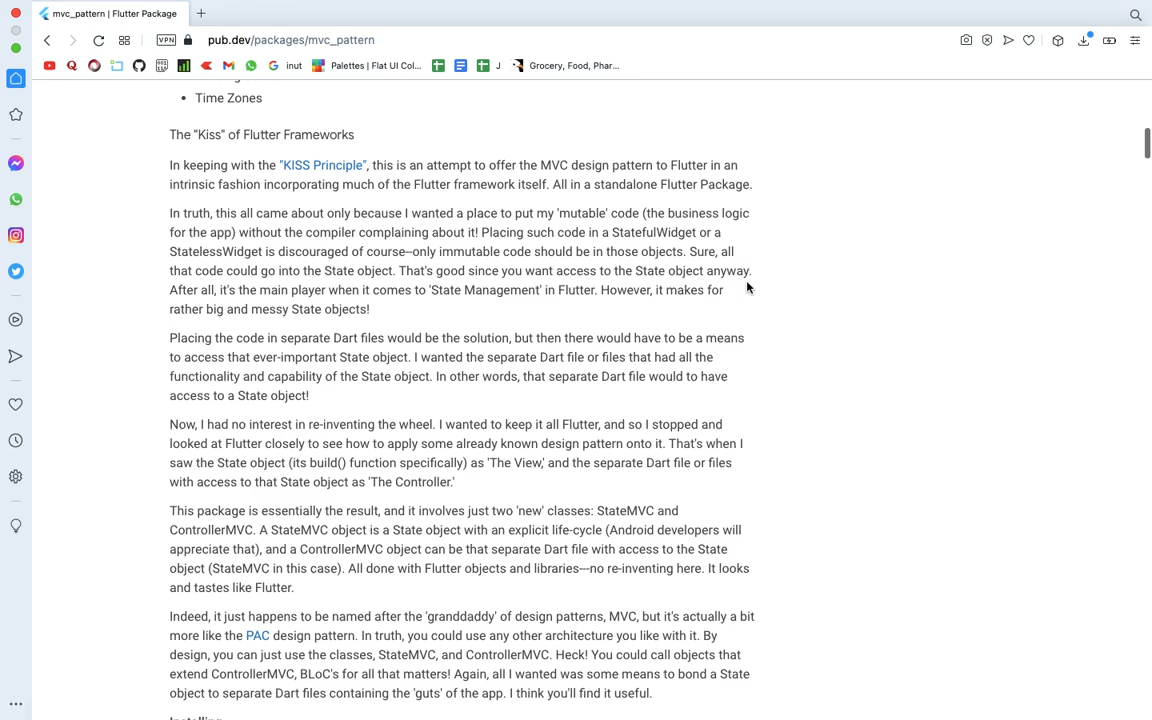 mvc_pattern | Flutter Package
VPN
pub.dev/packages/mvc_pattern
inut
Palettes | Flat UI Col...
J
Grocery, Food, Phar...
• Time Zones
The "Kiss" of Flutter Frameworks
In keeping with the "KISS Principle", this is an attempt to offer the MVC design pattern to Flutter in an
intrinsic fashion incorporating much of the Flutter framework itself. All in a standalone Flutter Package.
In truth, this all came about only because I wanted a place to put my 'mutable' code (the business logic
for the app) without the compiler complaining about it! Placing such code in a StatefulWidget or a
StatelessWidget is discouraged of course--only immutable code should be in those objects. Sure, all
that code could go into the State object. That's good since you want access to the State object anyway.
After all, it's the main player when it comes to 'State Management' in Flutter. However, it makes for
rather big and messy State objects!
Placing the code in separate Dart files would be the solution, but then there would have to be a means
to access that ever-important State object. I wanted the separate Dart file or files that had all the
functionality and capability of the State object. In other words, that separate Dart file would to have
access to a State object!
Now, I had no interest in re-inventing the wheel. I wanted to keep it all Flutter, and so I stopped and
looked at Flutter closely to see how to apply some already known design pattern onto it. That's when I
saw the State object (its build() function specifically) as 'The View,' and the separate Dart file or files
with access to that State object as 'The Controller.'
This package is essentially the result, and it involves just two 'new' classes: StateMVC and
ControllerMVC. A StateMVC object is a State object with an explicit life-cycle (Android developers will
appreciate that), and a ControllerMVC object can be that separate Dart file with access to the State
object (StateMVC in this case). All done with Flutter objects and libraries---no re-inventing here. It looks
and tastes like Flutter.
Indeed, it just happens to be named after the 'granddaddy' of design patterns, MVC, but it's actually a bit
more like the PAC design pattern. In truth, you could use any other architecture you like with it. By
design, you can just use the classes, StateMVC, and ControllerMVC. Heck! You could call objects that
extend ControllerMVC, BLoC's for all that matters! Again, all I wanted was some means to bond a State
object to separate Dart files containing the 'guts' of the app. I think you'll find it useful.
Installing